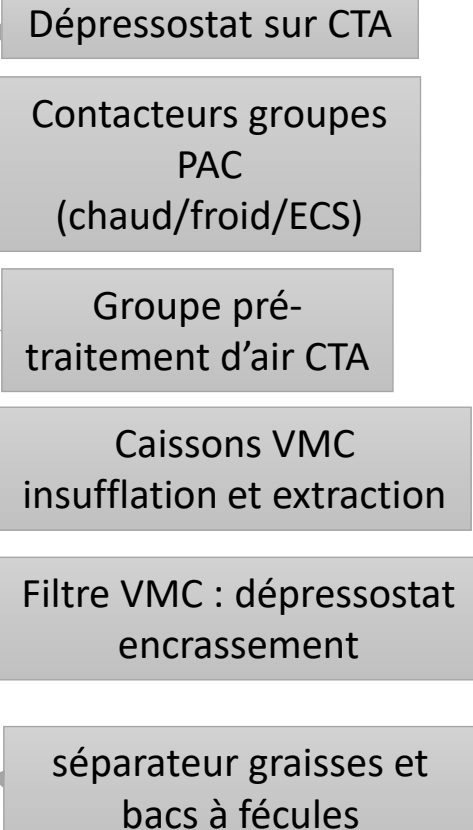 Dépressostat sur CTA
Contacteurs groupes
PAC
(chaud/froid/ECS)
Groupe pré-
traitement d’air CTA
Caissons VMC
insufflation et extraction
Filtre VMC : dépressostat
encrassement
séparateur graisses et
bacs à fécules